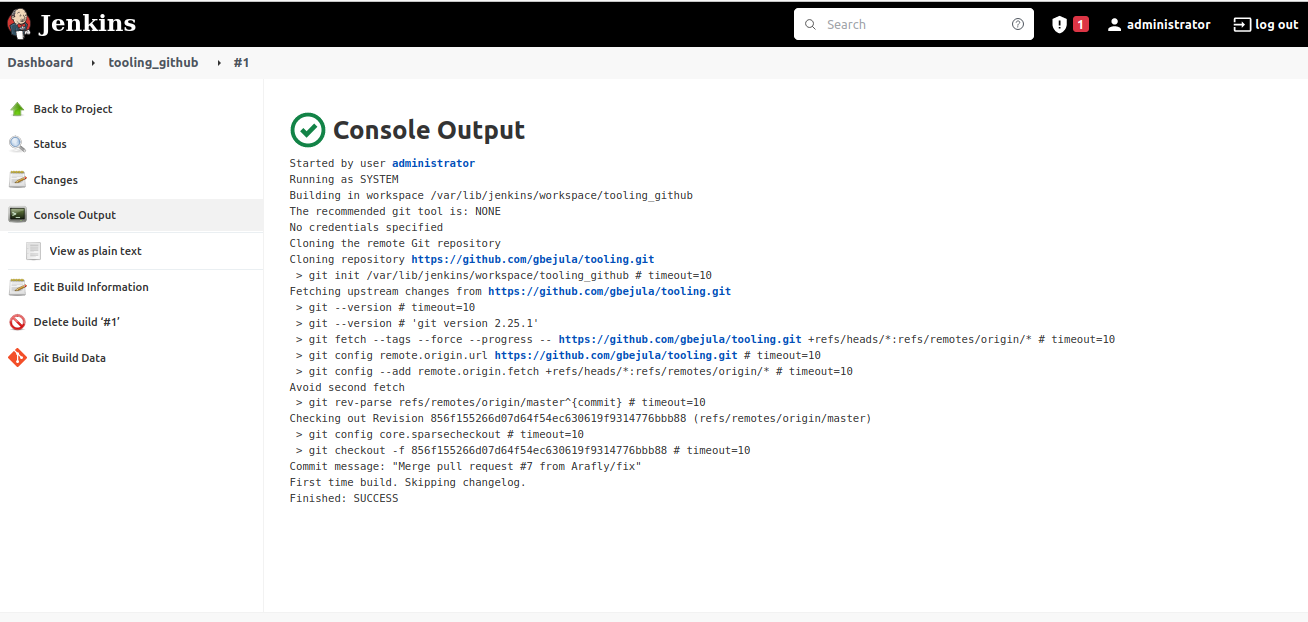 Jenkins
Search
1
administrator
log out
Dashboard
tooling_github
#1
Back to Project
Status
Changes
Console Output
View as plain text
Edit Build Information
Delete build ‘#1’
Git Build Data
Console Output
Started by user administrator
Running as SYSTEM
Building in workspace /var/lib/jenkins/workspace/tooling_github
The recommended git tool is: NONE
No credentials specified
Cloning the remote Git repository
Cloning repository https://github.com/gbejula/tooling.git
 > git init /var/lib/jenkins/workspace/tooling_github # timeout=10
Fetching upstream changes from https://github.com/gbejula/tooling.git
 > git --version # timeout=10
 > git --version # 'git version 2.25.1'
 > git fetch --tags --force --progress -- https://github.com/gbejula/tooling.git +refs/heads/*:refs/remotes/origin/* # timeout=10
 > git config remote.origin.url https://github.com/gbejula/tooling.git # timeout=10
 > git config --add remote.origin.fetch +refs/heads/*:refs/remotes/origin/* # timeout=10
Avoid second fetch
 > git rev-parse refs/remotes/origin/master^{commit} # timeout=10
Checking out Revision 856f155266d07d64f54ec630619f9314776bbb88 (refs/remotes/origin/master)
 > git config core.sparsecheckout # timeout=10
 > git checkout -f 856f155266d07d64f54ec630619f9314776bbb88 # timeout=10
Commit message: "Merge pull request #7 from Arafly/fix"
First time build. Skipping changelog.
Finished: SUCCESS